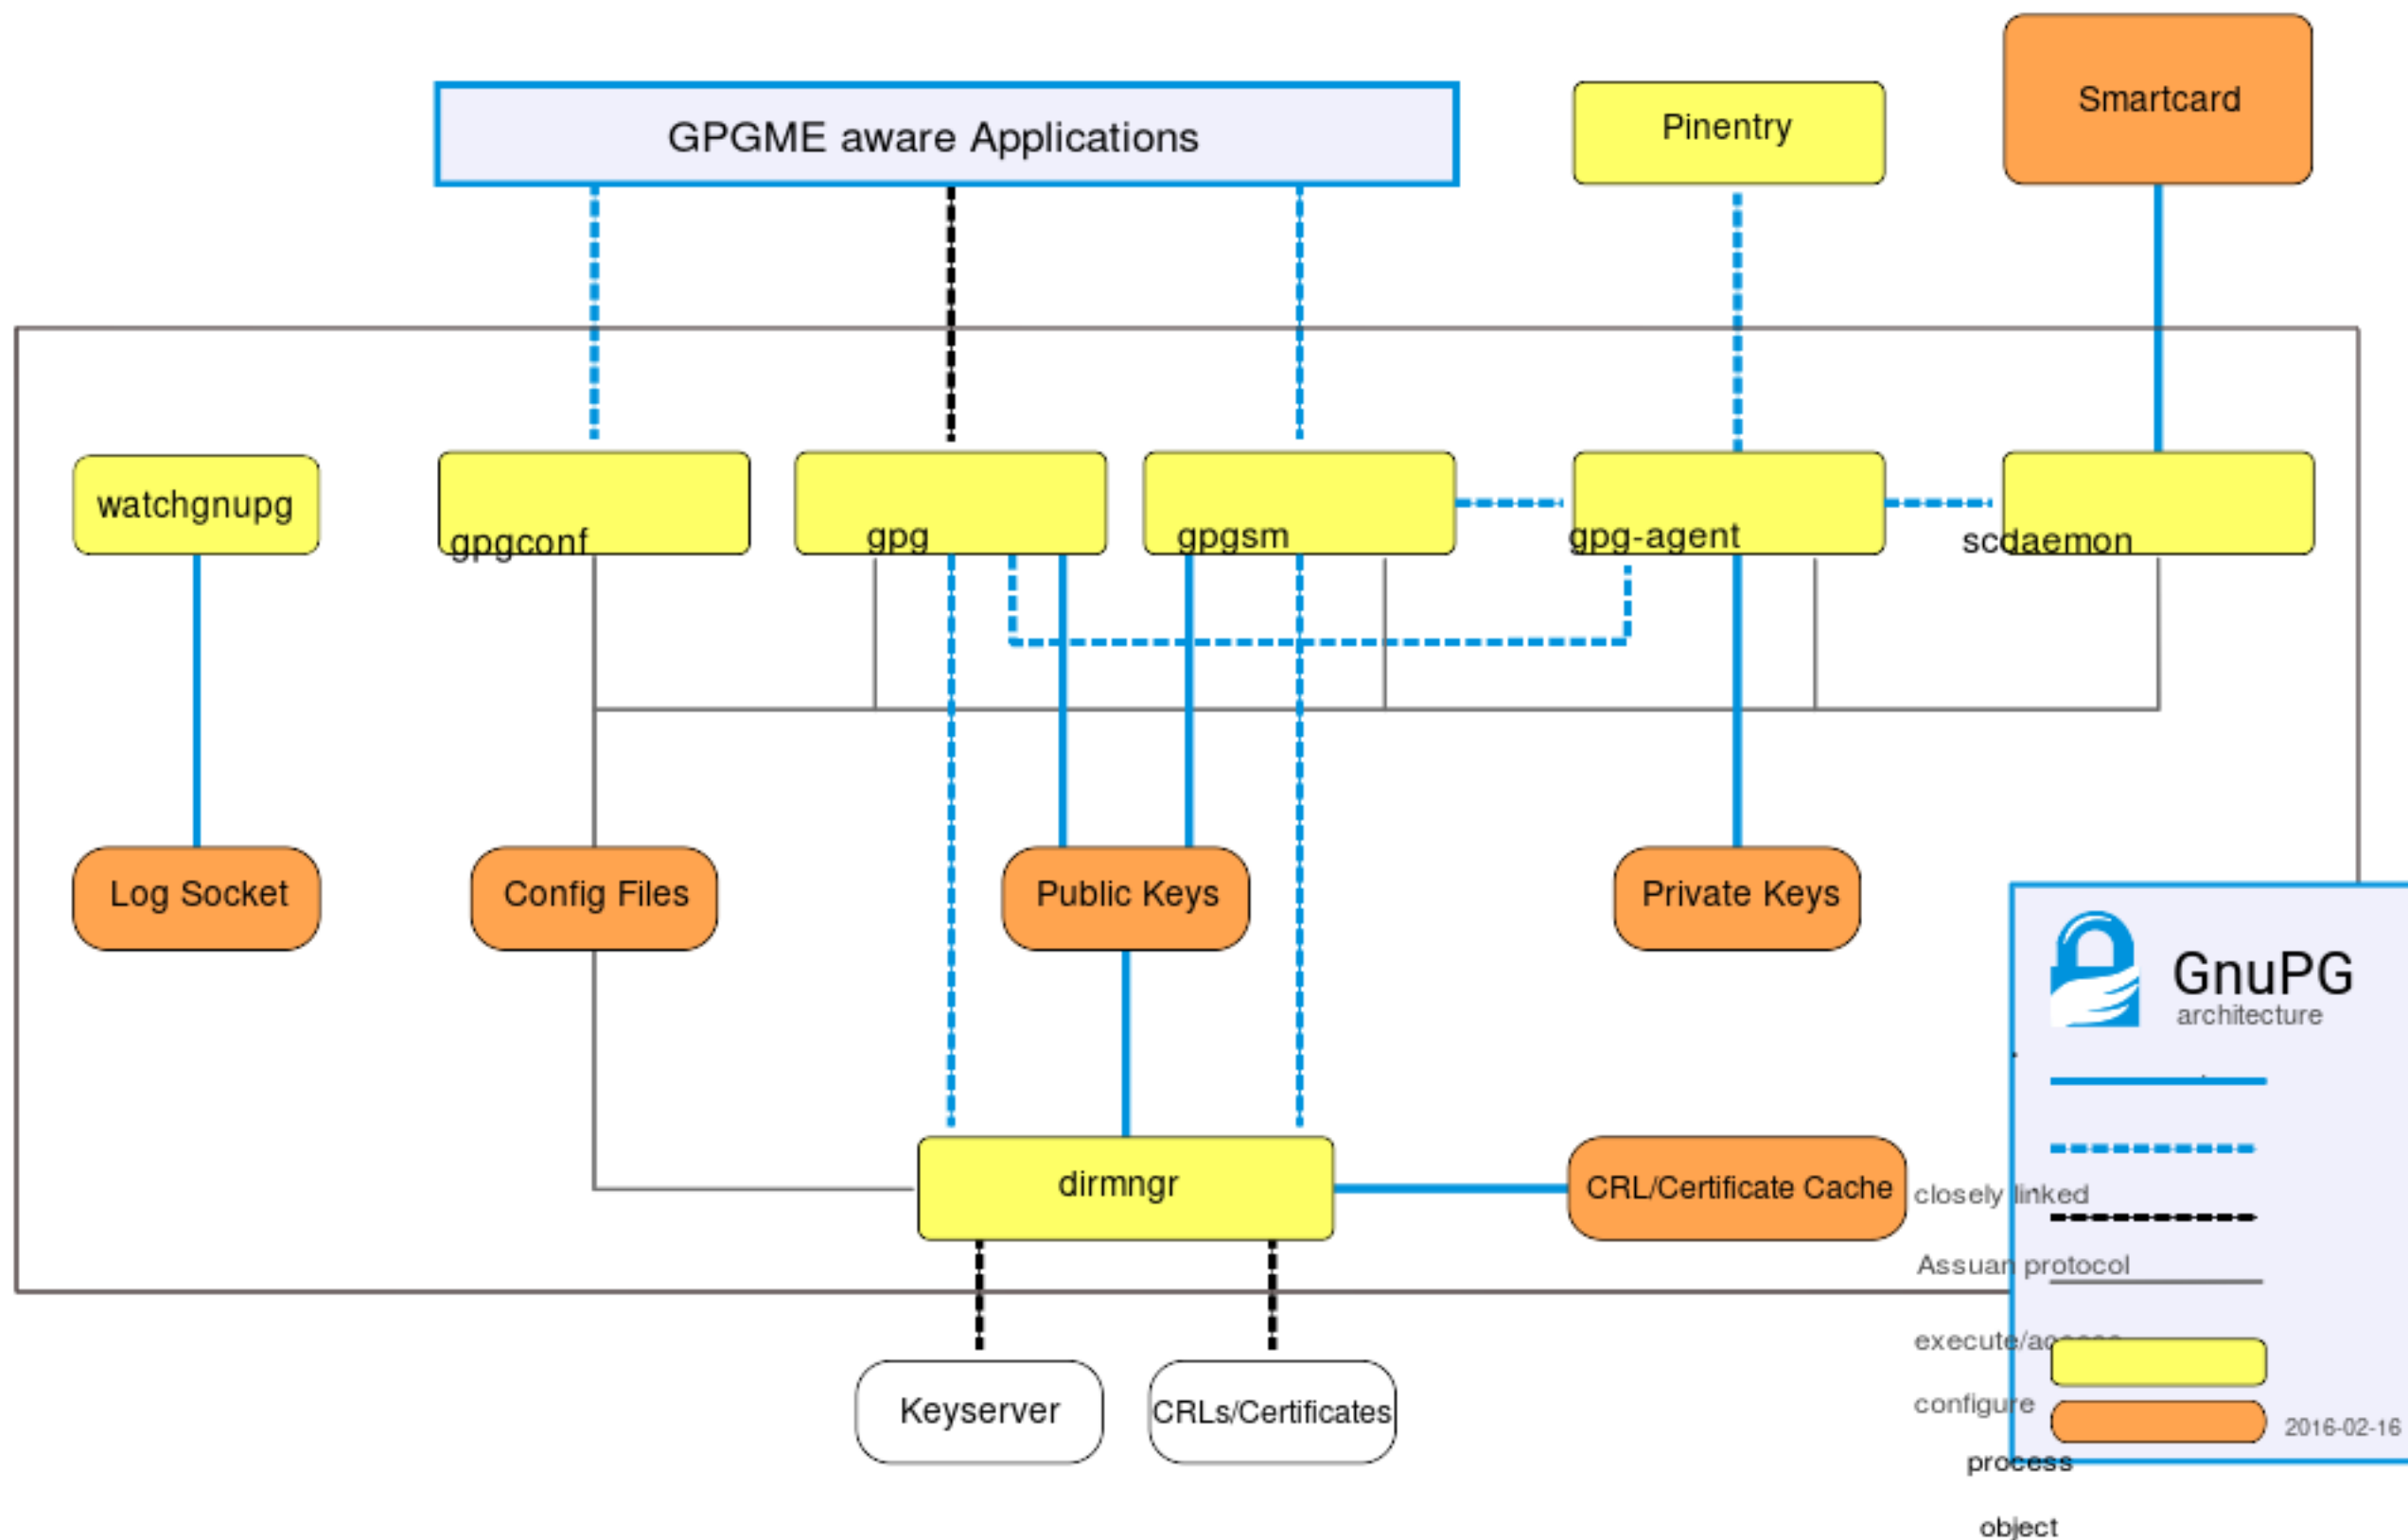 Smartcard
GPGME aware Applications
Pinentry
watchgnupg
gpgconf
gpg
gpgsm
gpg-agent
scdaemon
Log Socket
Config Files
Public Keys
Private Keys
GnuPG
architecture
dirmngr
CRL/Certificate Cache
closely linked
Assuan protocol
execute/access
configure
Keyserver
CRLs/Certificates
2016-02-16
process
object